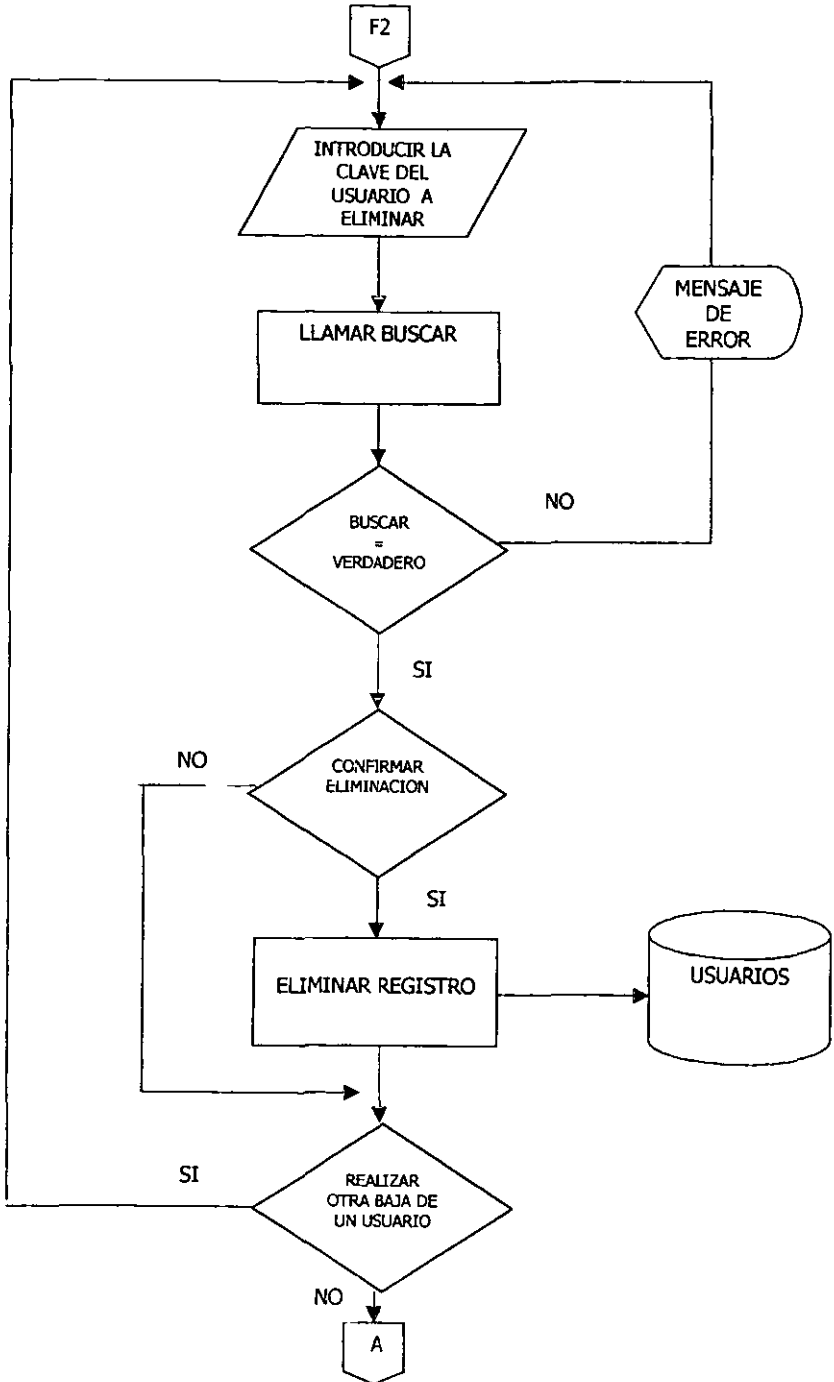 F2
INTRODUCIR LA
CLAVE DEL
USUARIO A
ELIMINAR
MENSAJE
DE
ERROR
LLAMAR BUSCAR
NO
BUSCAR
=
VERDADERO
SI
NO
CONFIRMAR
ELIMINACION
SI
ELIMINAR REGISTRO
USUARIOS
SI
REALIZAR
OTRA BAJA DE
UN USUARIO
NO
A